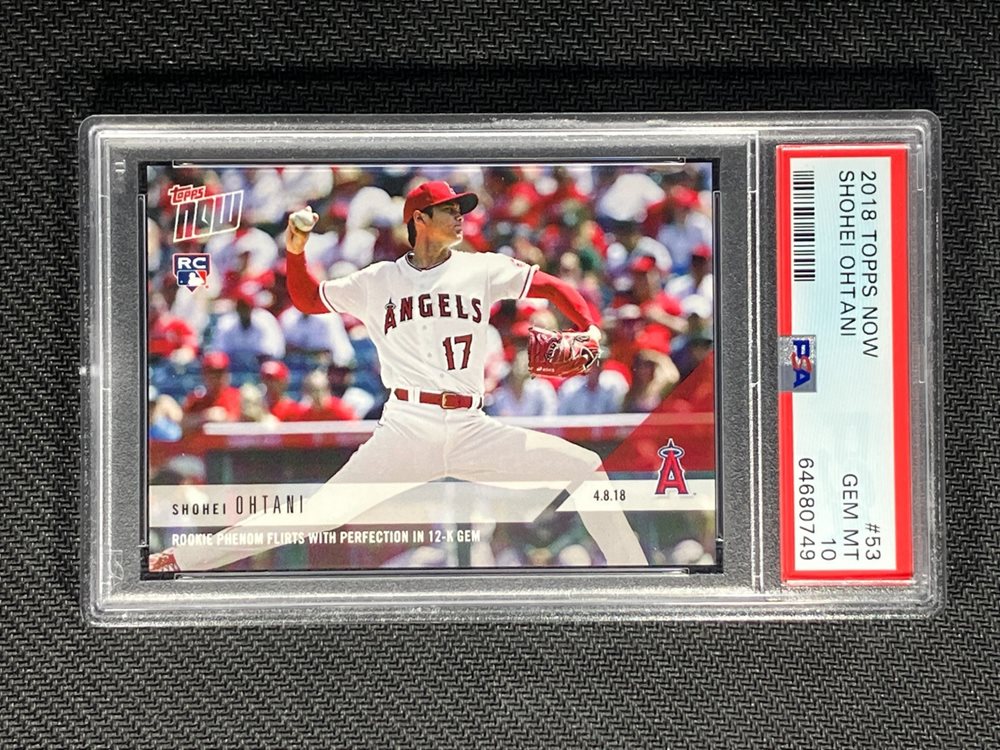 TOPPS
NOW
RC
ANGELS
17
A
SHOHEI OHTANI
4.8.18
ROOKIE PHENOM FLIRTS WITH PERFECTION IN 12-K GEM
2018 TOPPS NOW
SHOHEI OHTANI
PSA
#53
GEM MT
10
64680749